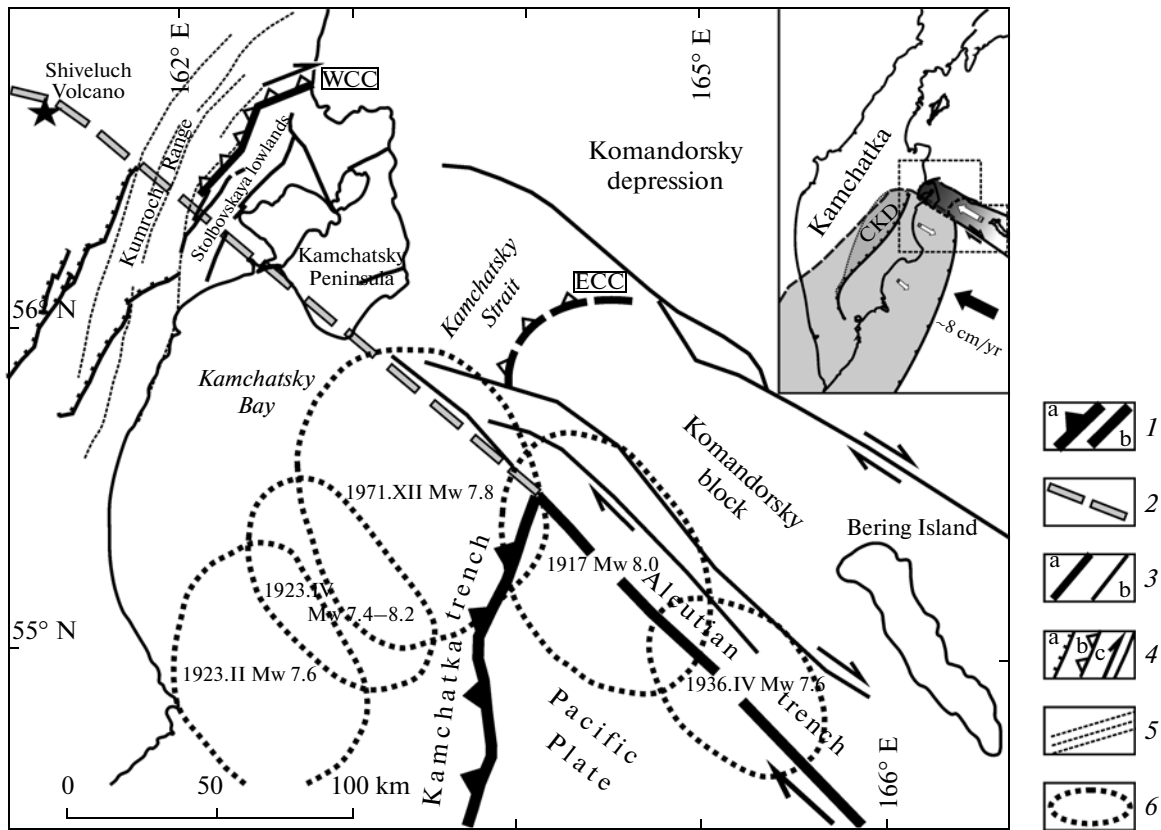 162° E
165° E
Shiveluch
Volcano
WCC
Kumroch Range
Stolbovskaya lowlands
Komandorsky
depression
Kamchatka
CKD
~8 cm/yr
Kamchatsky
Peninsula
Kamchatsky
Strait
ECC
56° N
Kamchatsky
Bay
Komandorsky
block
1971.XII Mw 7.8
Bering Island
1917 Mw 8.0
1923.IV
Mw 7.4–8.2
55° N
1923.II Mw 7.6
1936.IV Mw 7.6
Kamchatka trench
Aleutian
trench
Pacific
Plate
166° E
0 50 100 km
a b 1
2
a b 3
a b c 4
5
6